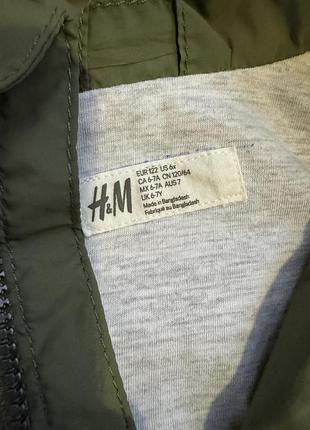 H&M
EUR 122 US 6x
CA 6-7A CN 120/64
MX 6-7A AUS 7
UK 6-7Y
Made in Bangladesh
Fabriqué au Bangladesh